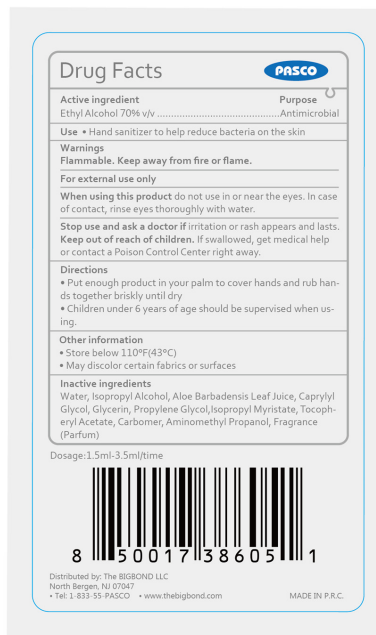 Drug Facts
PASCO
Active ingredient Purpose
Ethyl Alcohol 70% v/v ............................................Antimicrobial
Use • Hand sanitizer to help reduce bacteria on the skin
Warnings
Flammable. Keep away from fire or flame.
For external use only
When using this product do not use in or near the eyes. In case
of contact, rinse eyes thoroughly with water.
Stop use and ask a doctor if irritation or rash appears and lasts.
Keep out of reach of children. If swallowed, get medical help
or contact a Poison Control Center right away.
Directions
• Put enough product in your palm to cover hands and rub han-
ds together briskly until dry
• Children under 6 years of age should be supervised when us-
ing.
Other information
• Store below 110°F(43°C)
• May discolor certain fabrics or surfaces
Inactive ingredients
Water, Isopropyl Alcohol, Aloe Barbadensis Leaf Juice, Caprylyl
Glycol, Glycerin, Propylene Glycol,Isopropyl Myristate, Tocoph-
eryl Acetate, Carbomer, Aminomethyl Propanol, Fragrance
(Parfum)
Dosage:1.5ml-3.5ml/time
8 50017 38605 1
Distributed by: The BIGBOND LLC
North Bergen, NJ 07047
• Tel: 1-833-55-PASCO • www.thebigbond.com MADE IN P.R.C.